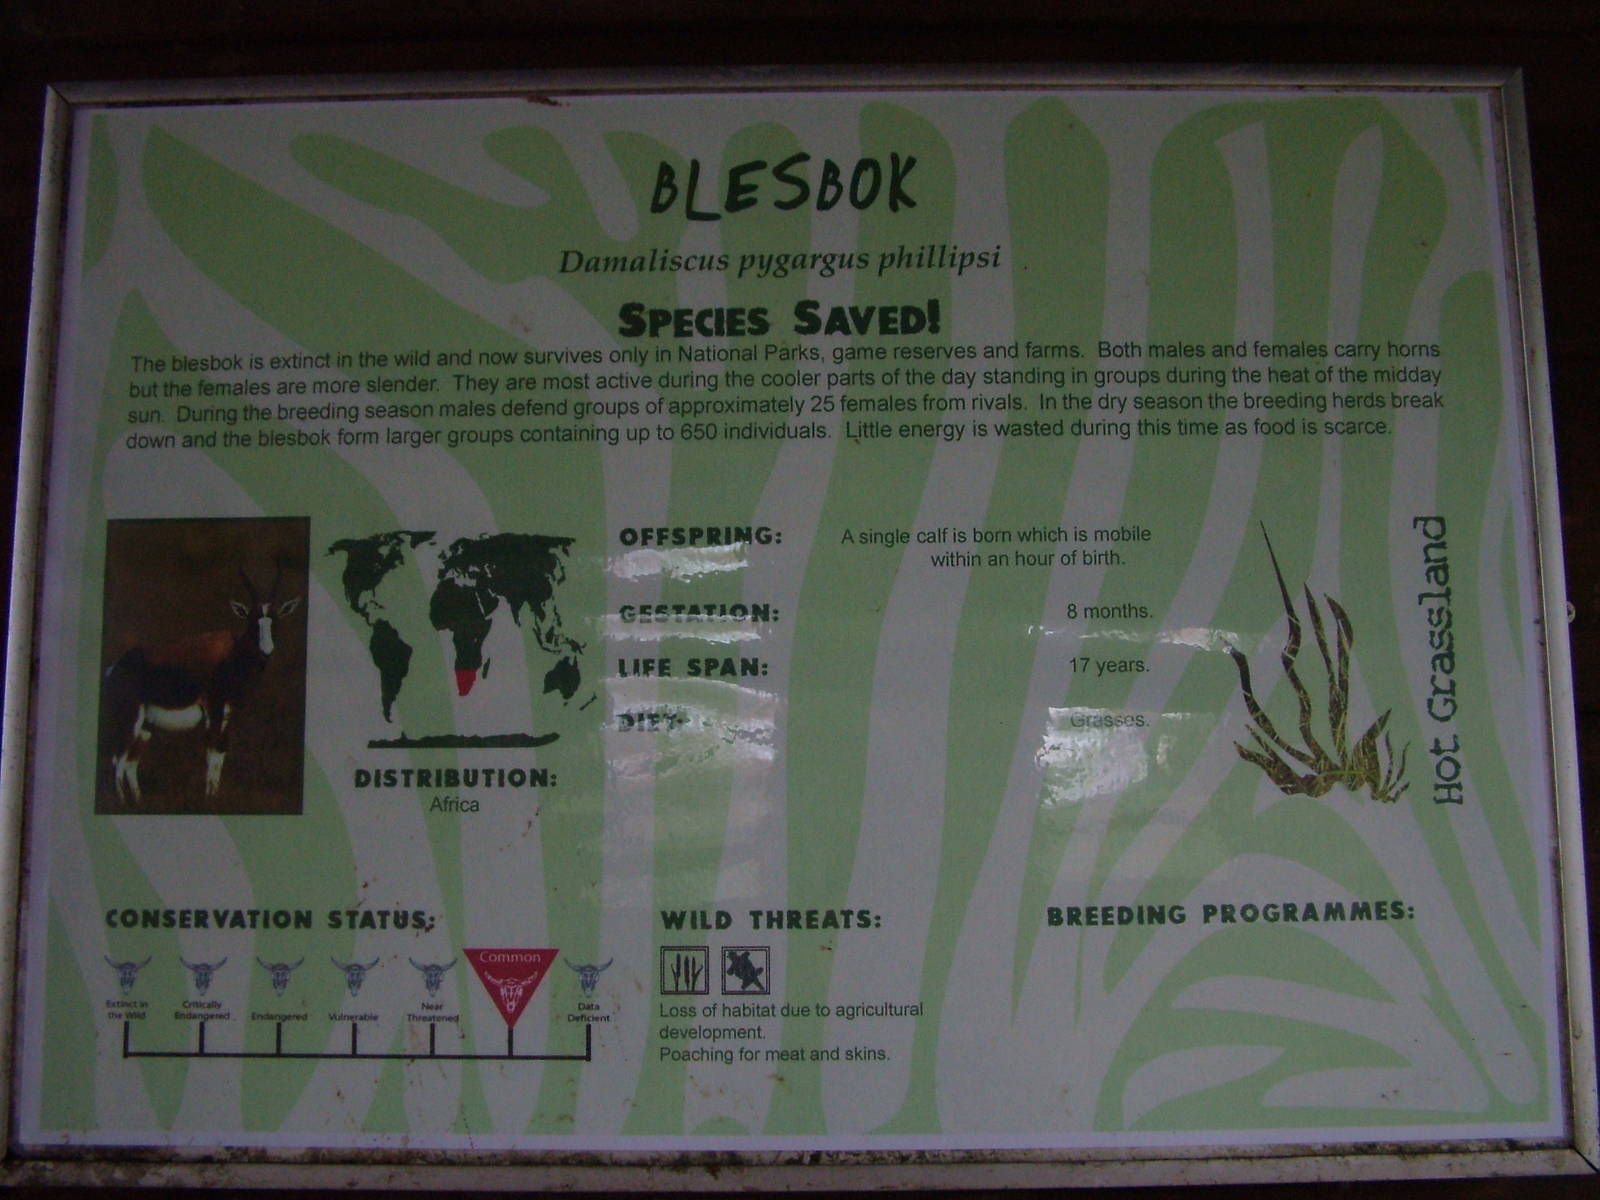 BLESBOK
Damaliscus pygargus phillipsi
SPECIES SAVED!
The blesbok is extinct in the wild and now survives only in National Parks, game reserves and farms. Both males and females carry horns
but the females are more slender. They are most active during the cooler parts of the day standing in groups during the heat of the midday
sun. During the breeding season males defend groups of approximately 25 females from rivals. In the dry season the breeding herds break
down and the blesbok form larger groups containing up to 650 individuals. Little energy is wasted during this time as food is scarce.
DISTRIBUTION:
Africa
OFFSPRING: A single calf is born which is mobile
within an hour of birth.
GESTATION: 8 months.
LIFE SPAN: 17 years.
DIET: Grasses.
Hot Grassland
CONSERVATION STATUS:
Extinct in
the Wild
Critically
Endangered
Endangered
Vulnerable
Near
Threatened
Common
Data
Deficient
WILD THREATS:
Loss of habitat due to agricultural
development.
Poaching for meat and skins.
BREEDING PROGRAMMES: